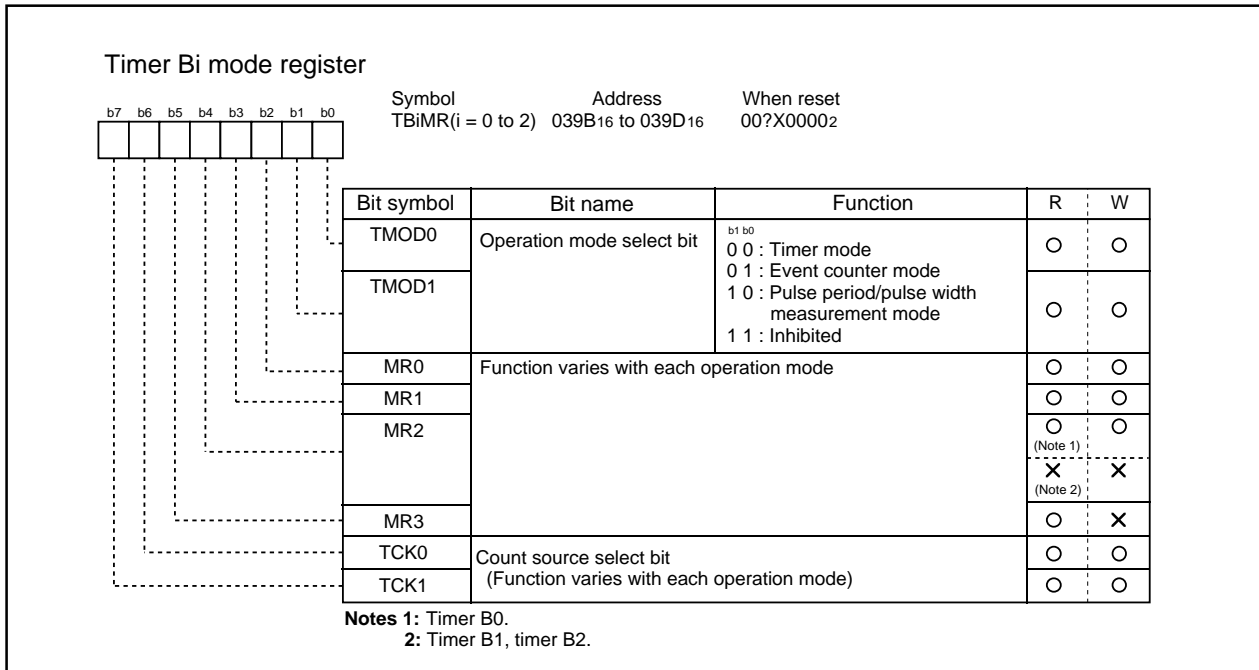 Timer Bi mode register
Symbol Address When reset
b7 b6 b5 b4 b3 b2 b1 b0
TBiMR(i = 0 to 2) 039B16 to 039D16 00?X00002
Bit symbol Bit name Function R W
TMOD0 Operation mode select bit b1 b0
0 0 : Timer mode
0 1 : Event counter mode
TMOD1
1 0 : Pulse period/pulse width
measurement mode
1 1 : Inhibited
MR0 Function varies with each operation mode
MR1
MR2
(Note 1)
(Note 2)
MR3
TCK0 Count source select bit
(Function varies with each operation mode)
TCK1
Notes 1: Timer B0.
2: Timer B1, timer B2.